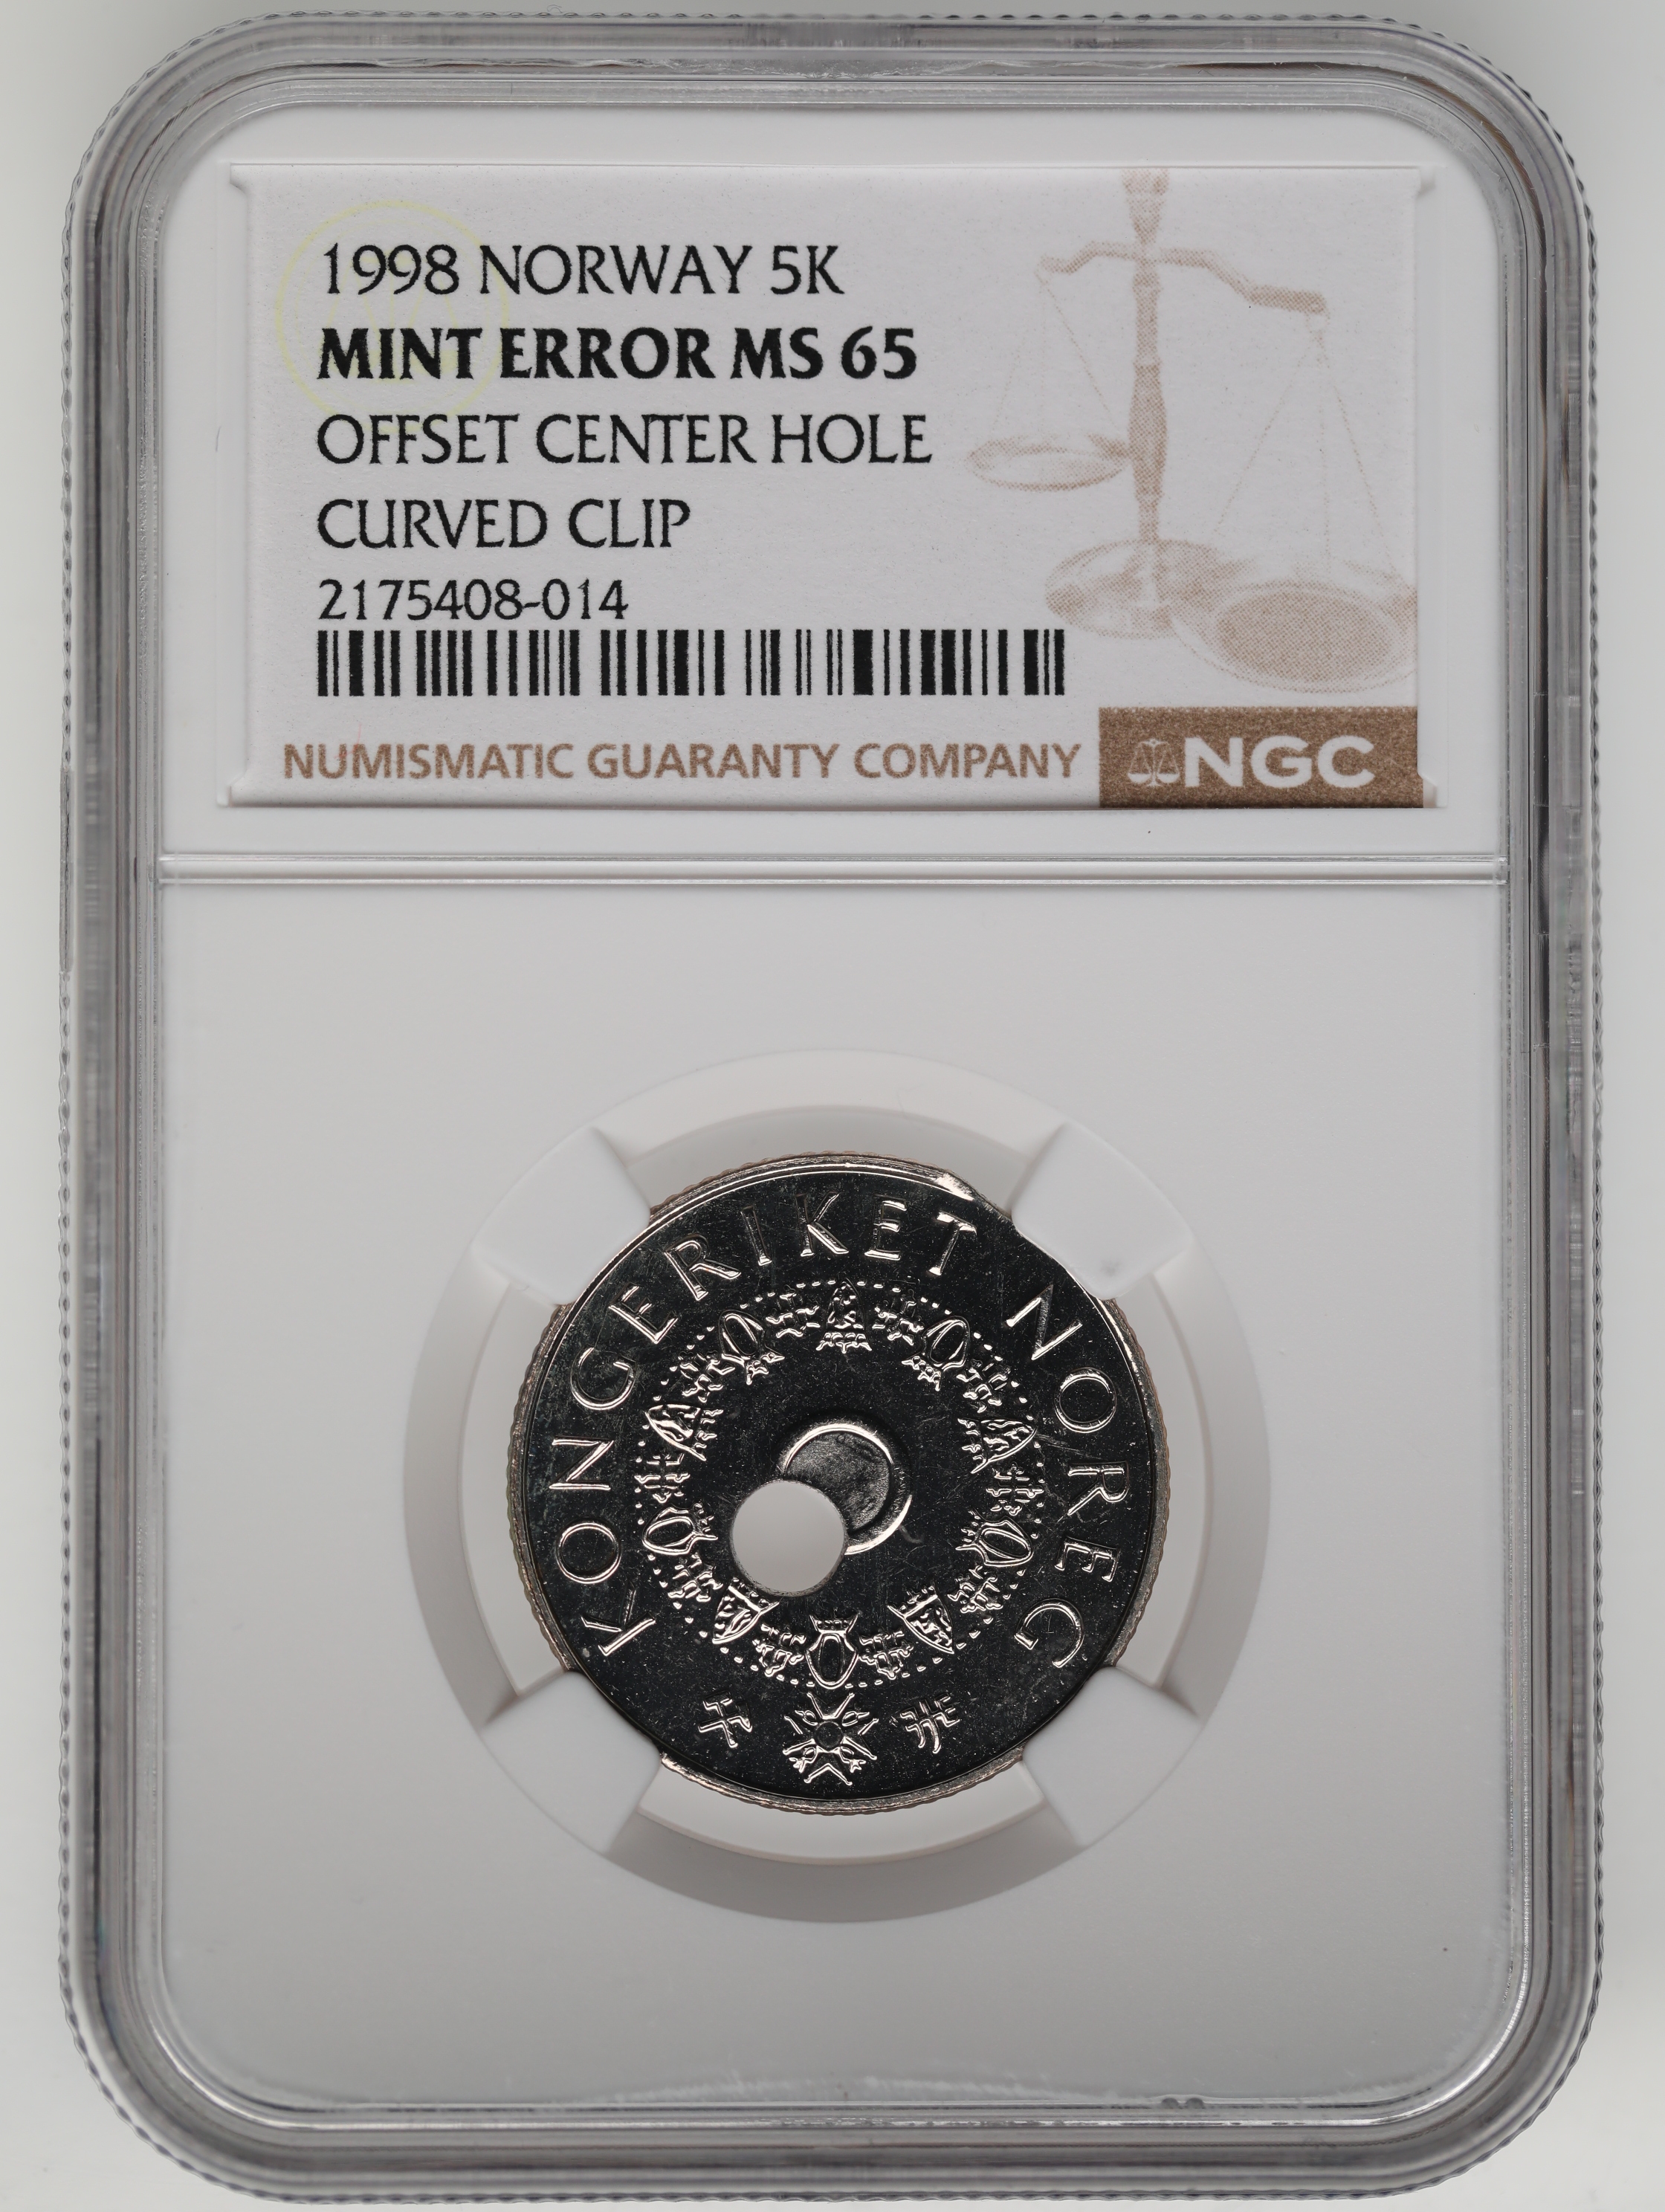 1998 NORWAY 5K
MINT ERROR MS 65
OFFSET CENTER HOLE
CURVED CLIP
2175408-014
NUMISMATIC GUARANTY COMPANY NGC
KONGERIKET NOREG